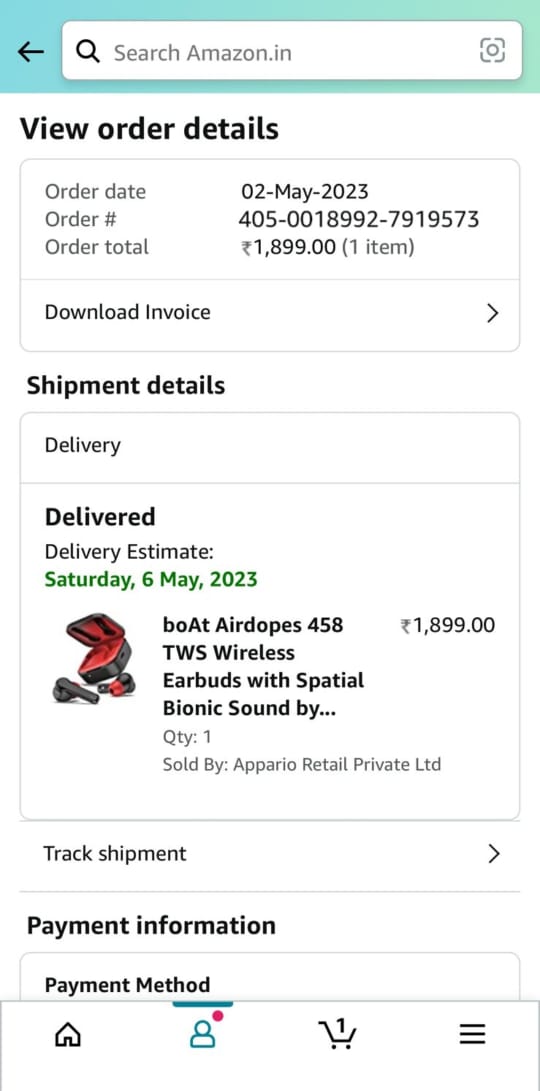 Search Amazon.in
View order details
Order date 02-May-2023
Order # 405-0018992-7919573
Order total ₹1,899.00 (1 item)
Download Invoice
Shipment details
Delivery
Delivered
Delivery Estimate:
Saturday, 6 May, 2023
boAt Airdopes 458 ₹1,899.00
TWS Wireless
Earbuds with Spatial
Bionic Sound by...
Qty: 1
Sold By: Appario Retail Private Ltd
Track shipment
Payment information
Payment Method
1